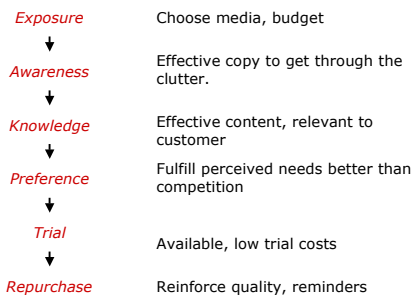 Exposure
Choose media, budget
Awareness
Effective copy to get through the
clutter.
Knowledge
Effective content, relevant to
customer
Preference
Fulfill perceived needs better than
competition
Trial
Available, low trial costs
Repurchase
Reinforce quality, reminders